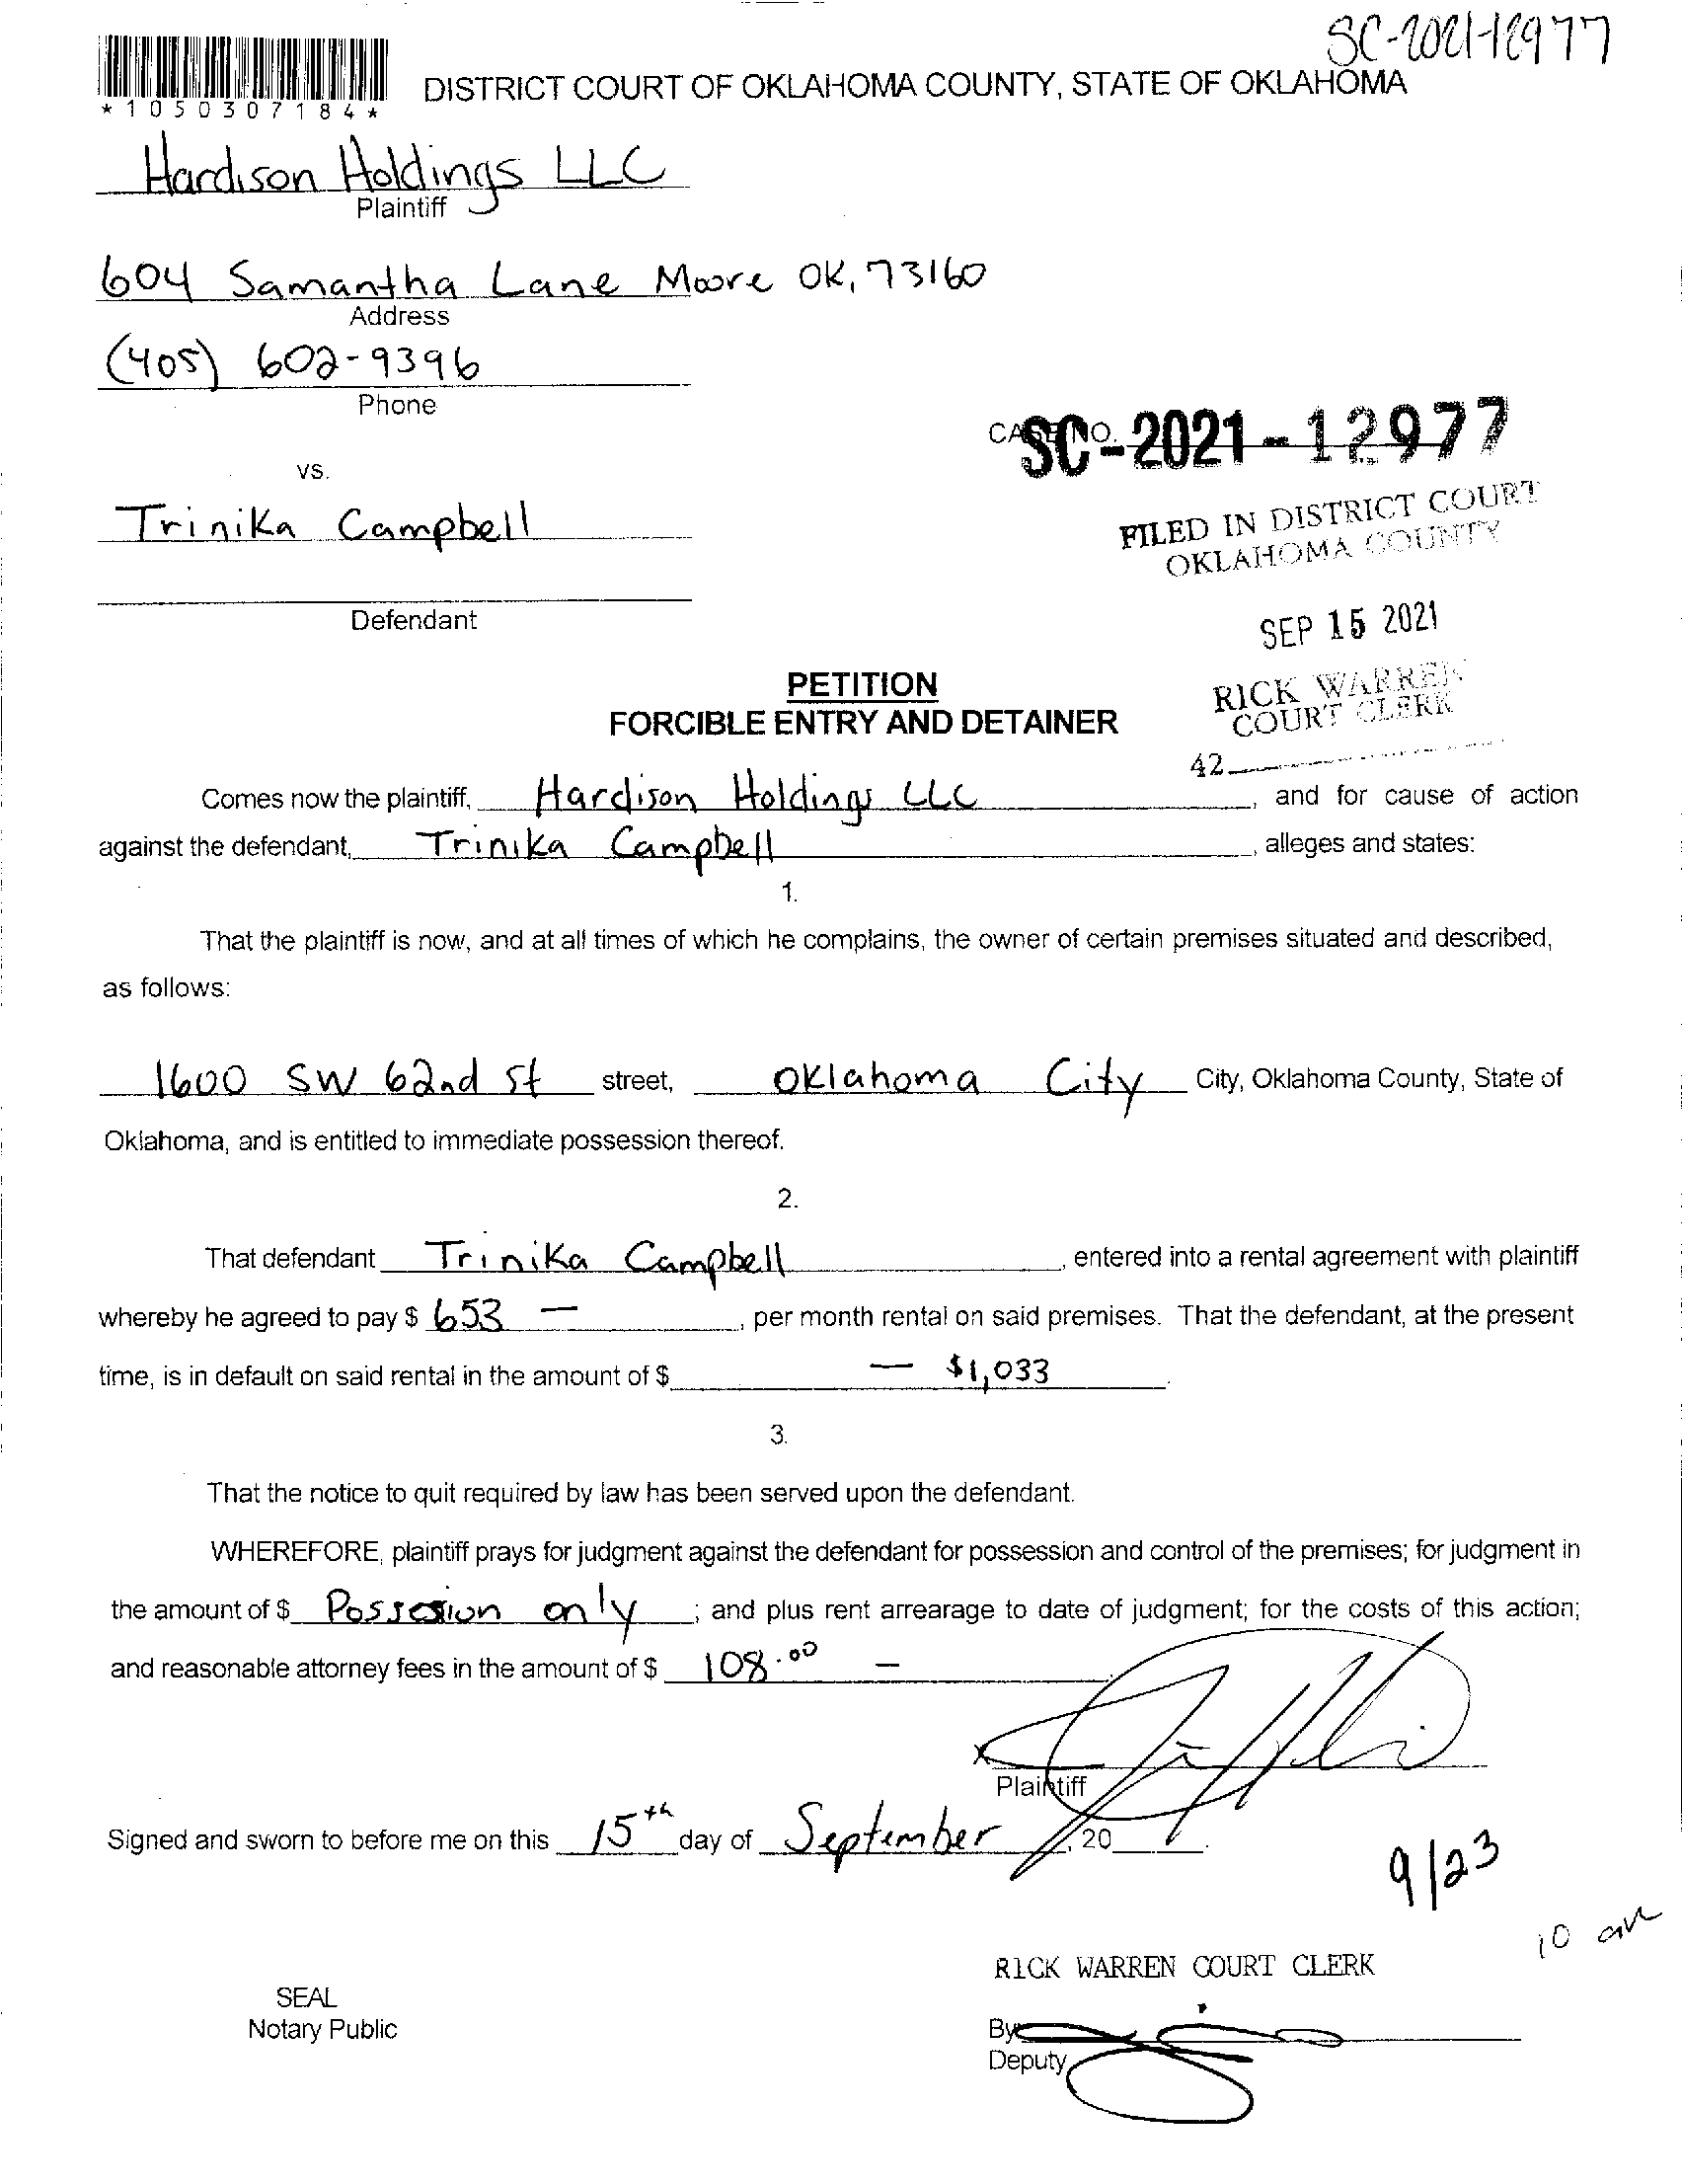 SC-2021-12977
*1050307184*
DISTRICT COURT OF OKLAHOMA COUNTY, STATE OF OKLAHOMA
Hardison Holdings LLC
Plaintiff
604 Samantha Lane Moore OK, 73160
Address
(405) 602-9396
Phone
CASE NO.
SC-2021-12977
vs.
FILED IN DISTRICT COURT
OKLAHOMA COUNTY
Trinika Campbell
Defendant
SEP 15 2021
PETITION
FORCIBLE ENTRY AND DETAINER
RICK WARREN
COURT CLERK
42
Comes now the plaintiff, Hardison Holdings LLC, and for cause of action
against the defendant, Trinika Campbell, alleges and states:
1.
That the plaintiff is now, and at all times of which he complains, the owner of certain premises situated and described,
as follows:
1600 SW 62nd St street, Oklahoma City City, Oklahoma County, State of
Oklahoma, and is entitled to immediate possession thereof.
2.
That defendant Trinika Campbell, entered into a rental agreement with plaintiff
whereby he agreed to pay $ 653 —, per month rental on said premises. That the defendant, at the present
time, is in default on said rental in the amount of $ — $1,033.
3.
That the notice to quit required by law has been served upon the defendant.
WHEREFORE, plaintiff prays for judgment against the defendant for possession and control of the premises; for judgment in
the amount of $ Possesion only; and plus rent arrearage to date of judgment; for the costs of this action;
and reasonable attorney fees in the amount of $ 108.00 —.
x
Plaintiff
Signed and sworn to before me on this 15th day of September, 20
9/23
10 am
RICK WARREN COURT CLERK
SEAL
Notary Public
By
Deputy